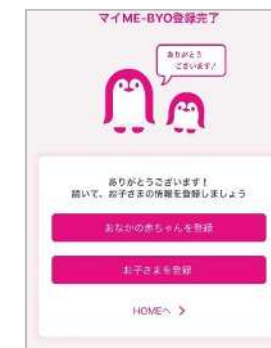 マイME-BYO登録完了
ありがとう
ございます!
ありがとうございます!
続いて、お子さまの情報を登録しましょう
おなかの赤ちゃんを登録
お子さまを登録
HOMEへ >